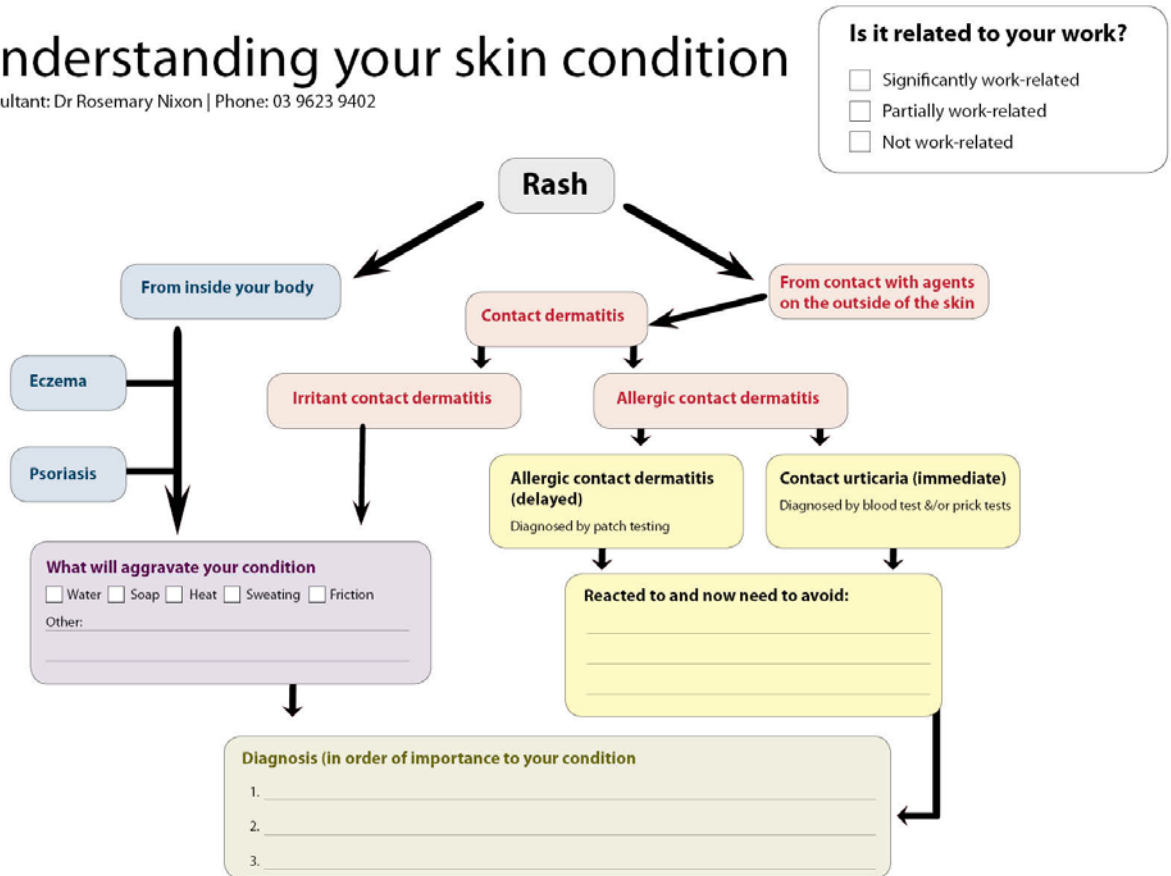 nderstanding your skin condition
ultant: Dr Rosemary Nixon | Phone: 03 9623 9402
Is it related to your work?
Significantly work-related
Partially work-related
Not work-related
Rash
From inside your body
From contact with agents
on the outside of the skin
Contact dermatitis
Eczema
Irritant contact dermatitis
Allergic contact dermatitis
Psoriasis
Allergic contact dermatitis
(delayed)
Diagnosed by patch testing
Contact urticaria (immediate)
Diagnosed by blood test &/or prick tests
What will aggravate your condition
Water Soap Heat Sweating Friction
Other:
Reacted to and now need to avoid:
Diagnosis (in order of importance to your condition
1.
2.
3.